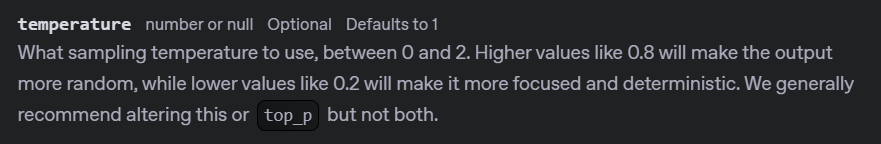 temperature number or null Optional Defaults to 1
What sampling temperature to use, between 0 and 2. Higher values like 0.8 will make the output
more random, while lower values like 0.2 will make it more focused and deterministic. We generally
recommend altering this or top_p but not both.